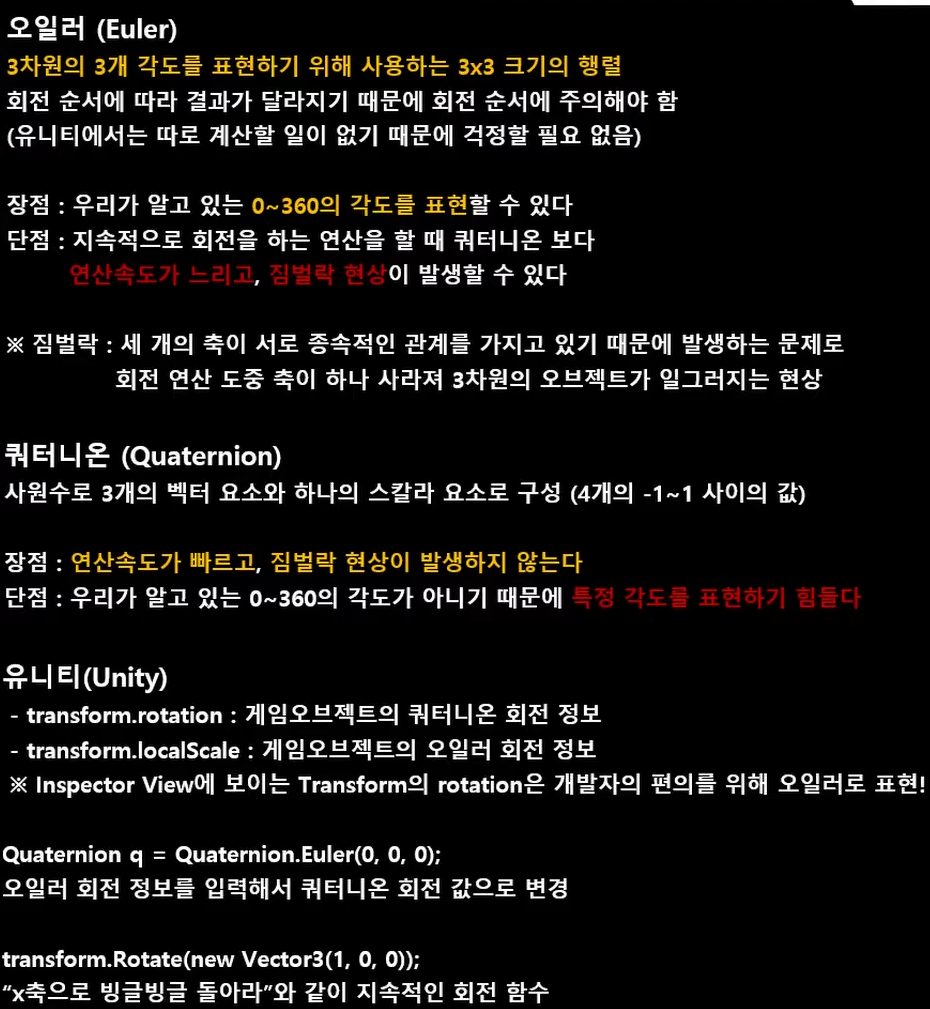 오일러 (Euler)
3차원의 3개 각도를 표현하기 위해 사용하는 3x3 크기의 행렬
회전 순서에 따라 결과가 달라지기 때문에 회전 순서에 주의해야 함
(유니티에서는 따로 계산할 일이 없기 때문에 걱정할 필요 없음)
장점 : 우리가 알고 있는 0~360의 각도를 표현할 수 있다
단점 : 지속적으로 회전을 하는 연산을 할 때 쿼터니온 보다
연산속도가 느리고, 짐벌락 현상이 발생할 수 있다
※ 짐벌락 : 세 개의 축이 서로 종속적인 관계를 가지고 있기 때문에 발생하는 문제로
회전 연산 도중 축이 하나 사라져 3차원의 오브젝트가 일그러지는 현상
쿼터니온 (Quaternion)
사원수로 3개의 벡터 요소와 하나의 스칼라 요소로 구성 (4개의 -1~1 사이의 값)
장점 : 연산속도가 빠르고, 짐벌락 현상이 발생하지 않는다
단점 : 우리가 알고 있는 0~360의 각도가 아니기 때문에 특정 각도를 표현하기 힘들다
유니티(Unity)
- transform.rotation : 게임오브젝트의 쿼터니온 회전 정보
- transform.localScale : 게임오브젝트의 오일러 회전 정보
※ Inspector View에 보이는 Transform의 rotation은 개발자의 편의를 위해 오일러로 표현!
Quaternion q = Quaternion.Euler(0, 0, 0);
오일러 회전 정보를 입력해서 쿼터니온 회전 값으로 변경
transform.Rotate(new Vector3(1, 0, 0));
“x축으로 빙글빙글 돌아라”와 같이 지속적인 회전 함수